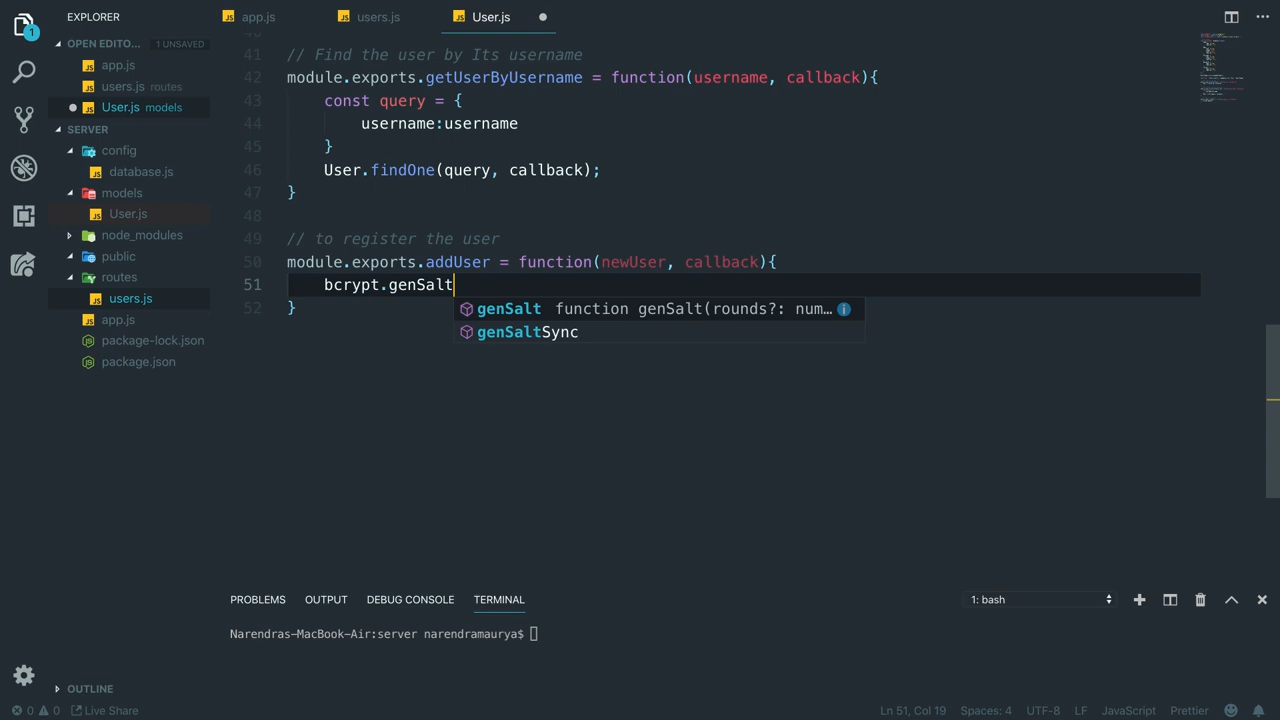 EXPLORER
app.js
users.js
User.js
OPEN EDITO...
1 UNSAVED
app.js
users.js routes
User.js models
SERVER
config
database.js
models
User.js
node_modules
public
routes
users.js
app.js
package-lock.json
package.json
OUTLINE
1
41 // Find the user by Its username
42 module.exports.getUserByUsername = function(username, callback){
43 const query = {
44 username:username
45 }
46 User.findOne(query, callback);
47 }
48
49 // to register the user
50 module.exports.addUser = function(newUser, callback){
51 bcrypt.genSalt
52 }
genSalt function genSalt(rounds?: num…
genSaltSync
PROBLEMS OUTPUT DEBUG CONSOLE TERMINAL
1: bash
Narendras-MacBook-Air:server narendramaurya$
0 0 Live Share
Ln 51, Col 19 Spaces: 4 UTF-8 LF JavaScript Prettier